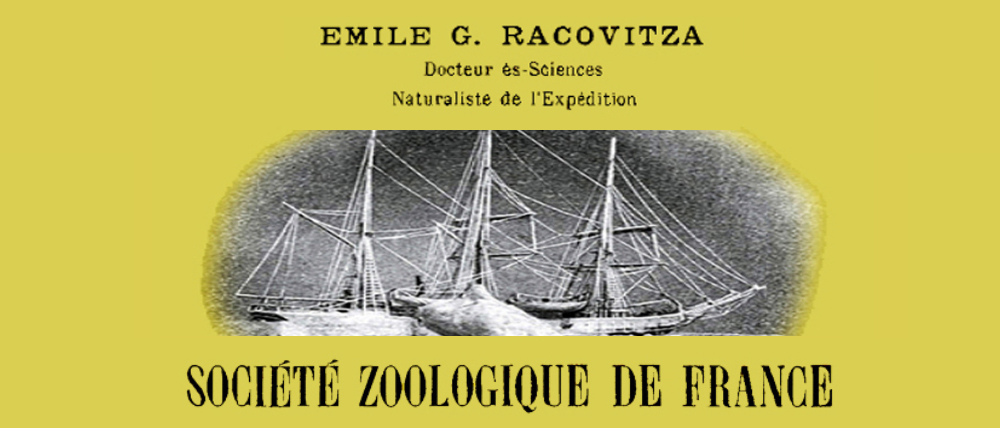 EMILE G. RACOVITZA
Docteur ès-Sciences
Naturaliste de l'Expédition
SOCIÉTÉ ZOOLOGIQUE DE FRANCE